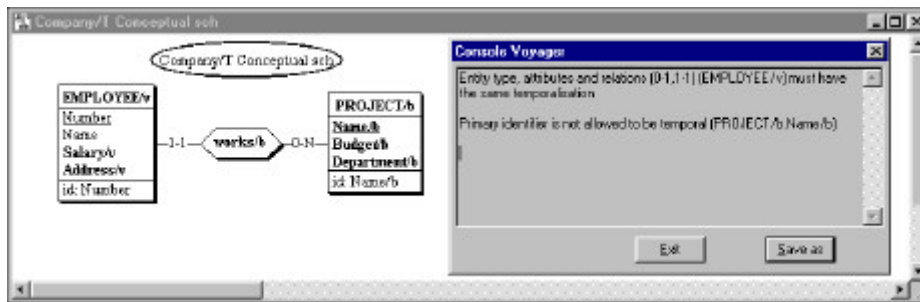 Company/T Conceptual sch
Company/T Conceptual sch
EMPLOYEE/v
Number
Name
Salary/v
Address/v
id: Number
1-1
works/b
0-N
PROJECT/b
Name/b
Budget/b
Department/b
id: Name/b
Console Voyager
Entity type, attributes and relations (0-1,1-1) (EMPLOYEE/v) must have
the same temporalisation
Primary identifier is not allowed to be temporal (PROJECT/b.Name/b)
Exit
Save as